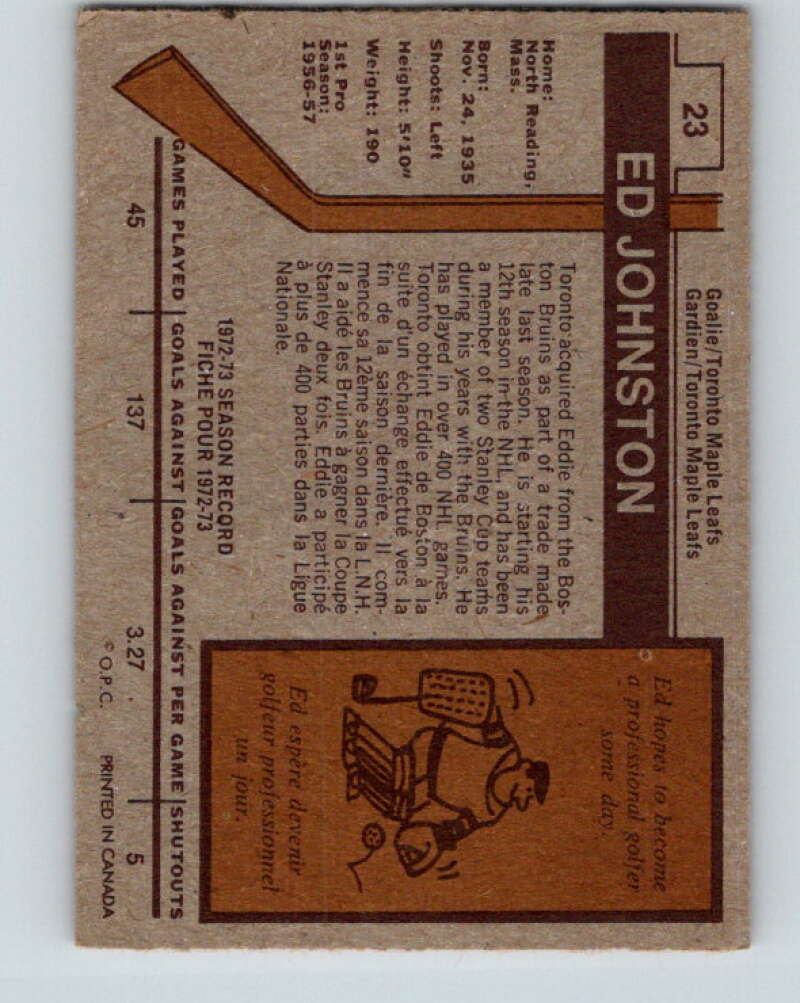 23
Goalie/Toronto Maple Leafs
Gardien/Toronto Maple Leafs
ED JOHNSTON
Home:
North Reading,
Mass.
Born:
Nov. 24, 1935
Shoots: Left
Height: 5'10"
Weight: 190
1st Pro
Season:
1956-57
Toronto acquired Eddie from the Bos-
ton Bruins as part of a trade made
late last season. He is starting his
12th season in the NHL, and has been
a member of two Stanley Cup teams
during his years with the Bruins. He
has played in over 400 NHL games.
Toronto obtint Eddie de Boston à la
suite d'un échange effectué vers la
fin de la saison dernière. Il com-
mence sa 12ème saison dans la L.N.H.
Il a aidé les Bruins à gagner la Coupe
Stanley deux fois. Eddie a participé
à plus de 400 parties dans la Ligue
Nationale.
Ed hopes to become
a professional golfer
some day.
Ed espère devenir
golfeur professionnel
un jour.
1972-73 SEASON RECORD
FICHE POUR 1972-73
GAMES PLAYED | GOALS AGAINST | GOALS AGAINST PER GAME | SHUTOUTS
45 137 3.27 5
© O.P.C. PRINTED IN CANADA